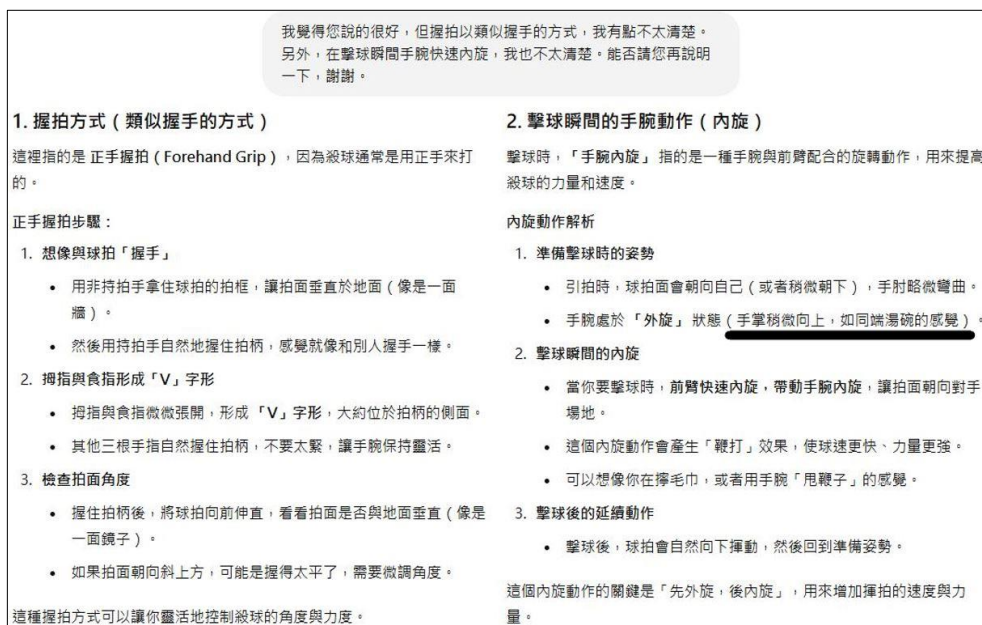 我覺得您說的很好，但握拍以類似握手的方式，我有點不太清楚。
另外，在擊球瞬間手腕快速內旋，我也不太清楚。能否請您再說明
一下，謝謝。
1. 握拍方式（類似握手的方式）
這裡指的是 正手握拍（Forehand Grip），因為殺球通常是用正手來打
的。
正手握拍步驟：
1. 想像與球拍「握手」
• 用非持拍手拿住球拍的拍框，讓拍面垂直於地面（像是一面
牆）。
• 然後用持拍手自然地握住拍柄，感覺就像和別人握手一樣。
2. 拇指與食指形成「V」字形
• 拇指與食指微微張開，形成「V」字形，大約位於拍柄的側面。
• 其他三根手指自然握住拍柄，不要太緊，讓手腕保持靈活。
3. 檢查拍面角度
• 握住拍柄後，將球拍向前伸直，看看拍面是否與地面垂直（像是
一面鏡子）。
• 如果拍面朝向斜上方，可能是握得太平了，需要微調角度。
這種握拍方式可以讓你靈活地控制殺球的角度與力度。
2. 擊球瞬間的手腕動作（內旋）
擊球時，「手腕內旋」 指的是一種手腕與前臂配合的旋轉動作，用來提高
殺球的力量和速度。
內旋動作解析
1. 準備擊球時的姿勢
• 引拍時，球拍面會朝向自己（或者稍微朝下），手肘略微彎曲。
• 手腕處於「外旋」狀態（手掌稍微向上，如同端湯碗的感覺）。
2. 擊球瞬間的內旋
• 當你要擊球時，前臂快速內旋，帶動手腕內旋，讓拍面朝向對手
場地。
• 這個內旋動作會產生「鞭打」效果，使球速更快、力量更強。
• 可以想像你在擰毛巾，或者用手腕「甩鞭子」的感覺。
3. 擊球後的延續動作
• 擊球後，球拍會自然向下揮動，然後回到準備姿勢。
這個內旋動作的關鍵是「先外旋，後內旋」，用來增加揮拍的速度與力
量。